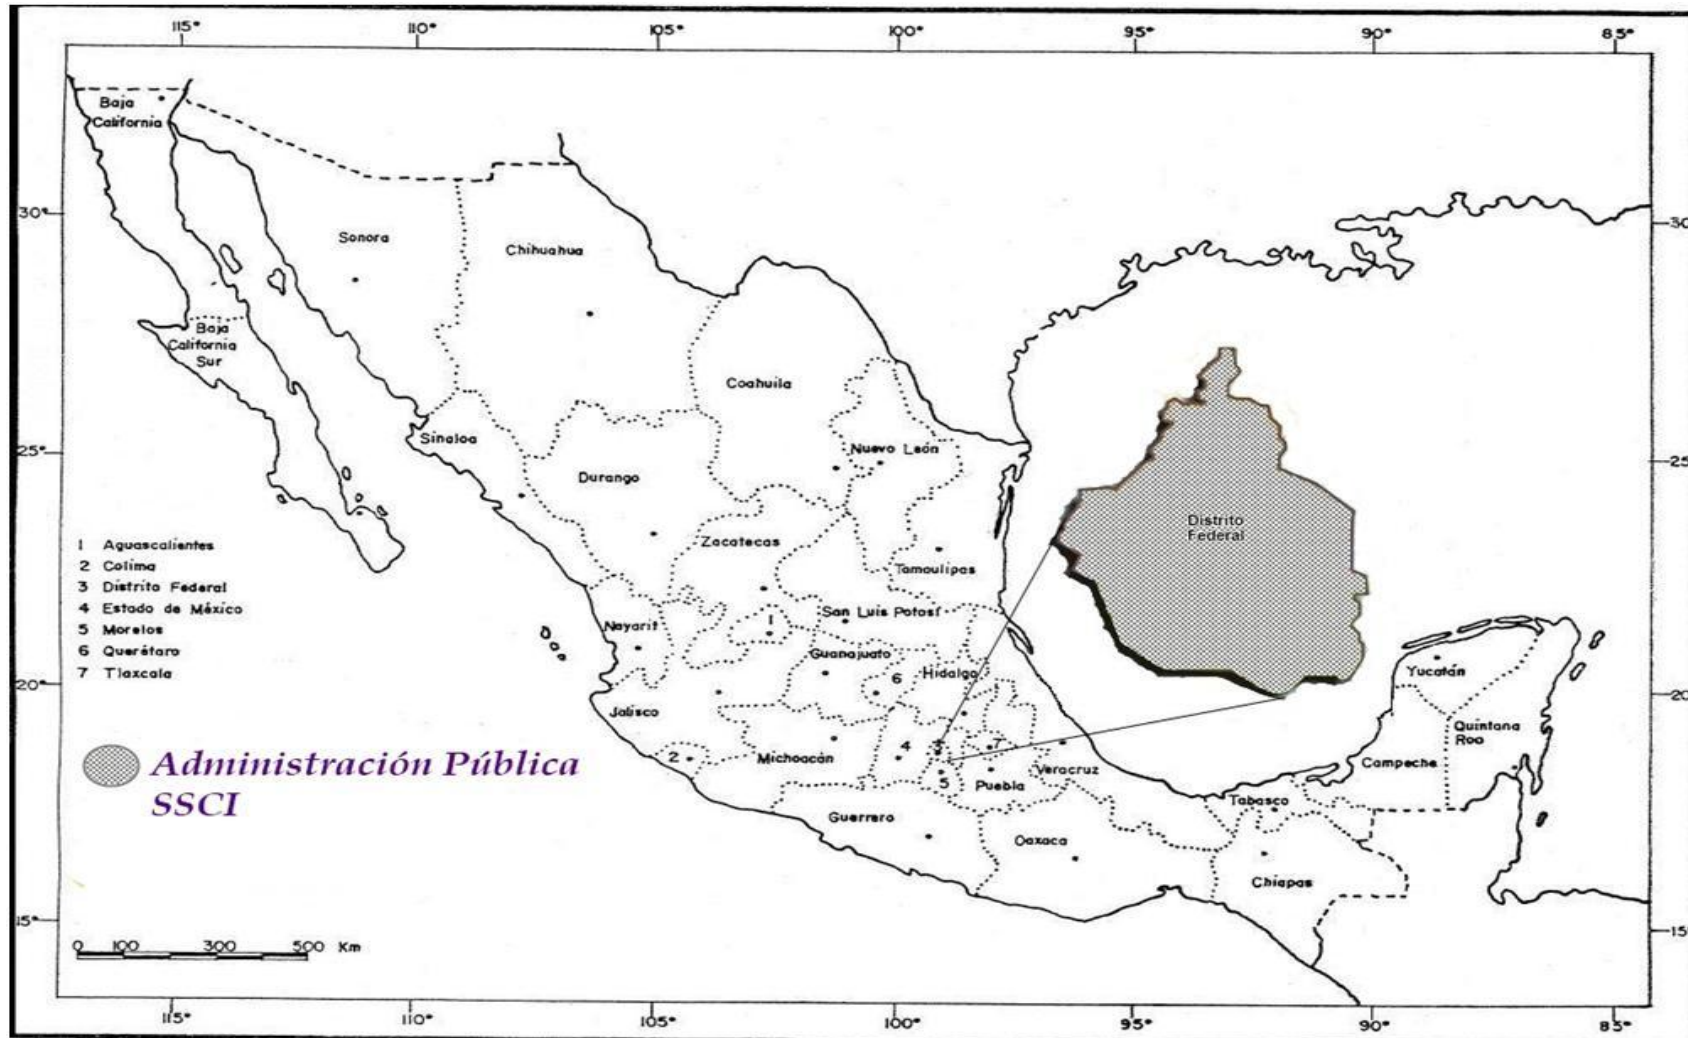 115° 110° 105° 100° 95° 90° 85°
Baja
California
Sonora
Chihuahua
30° 30
Baja
California
Sur
Coahuila
Sinaloa
Nuevo León
25° 25
Durango
Distrito
Federal
Zacatecas
Tamaulipas
1 Aguascalientes
2 Colima
3 Distrito Federal
4 Estado de México
5 Morelos
6 Querétaro
7 Tlaxcala
Nayarit
1
San Luis Potosí
Guanajuato
Hidalgo
6
Yucatán
20° 20
Jalisco
Quintana
Roo
2
Michoacán
4
3
7
5
Puebla
Veracruz
Campeche
Administración Pública
SSCI
Tabasco
Guerrero
Oaxaca
Chiapas
15° 15
0 100 300 500 Km
115° 110° 105° 100° 95° 90° 85°